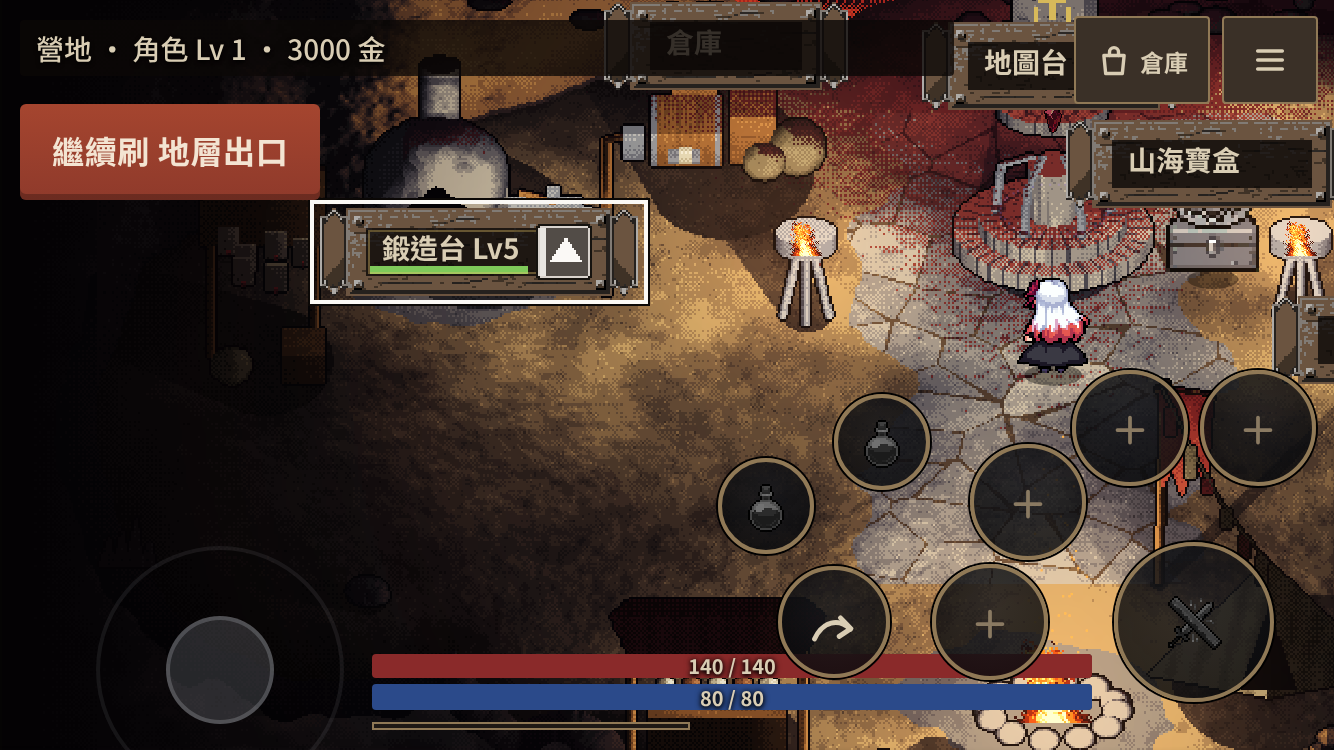 營地 • 角色 Lv 1 • 3000 金
倉庫
地圖台
倉庫
繼續刷 地層出口
山海寶盒
鍛造台 Lv5
140 / 140
80 / 80